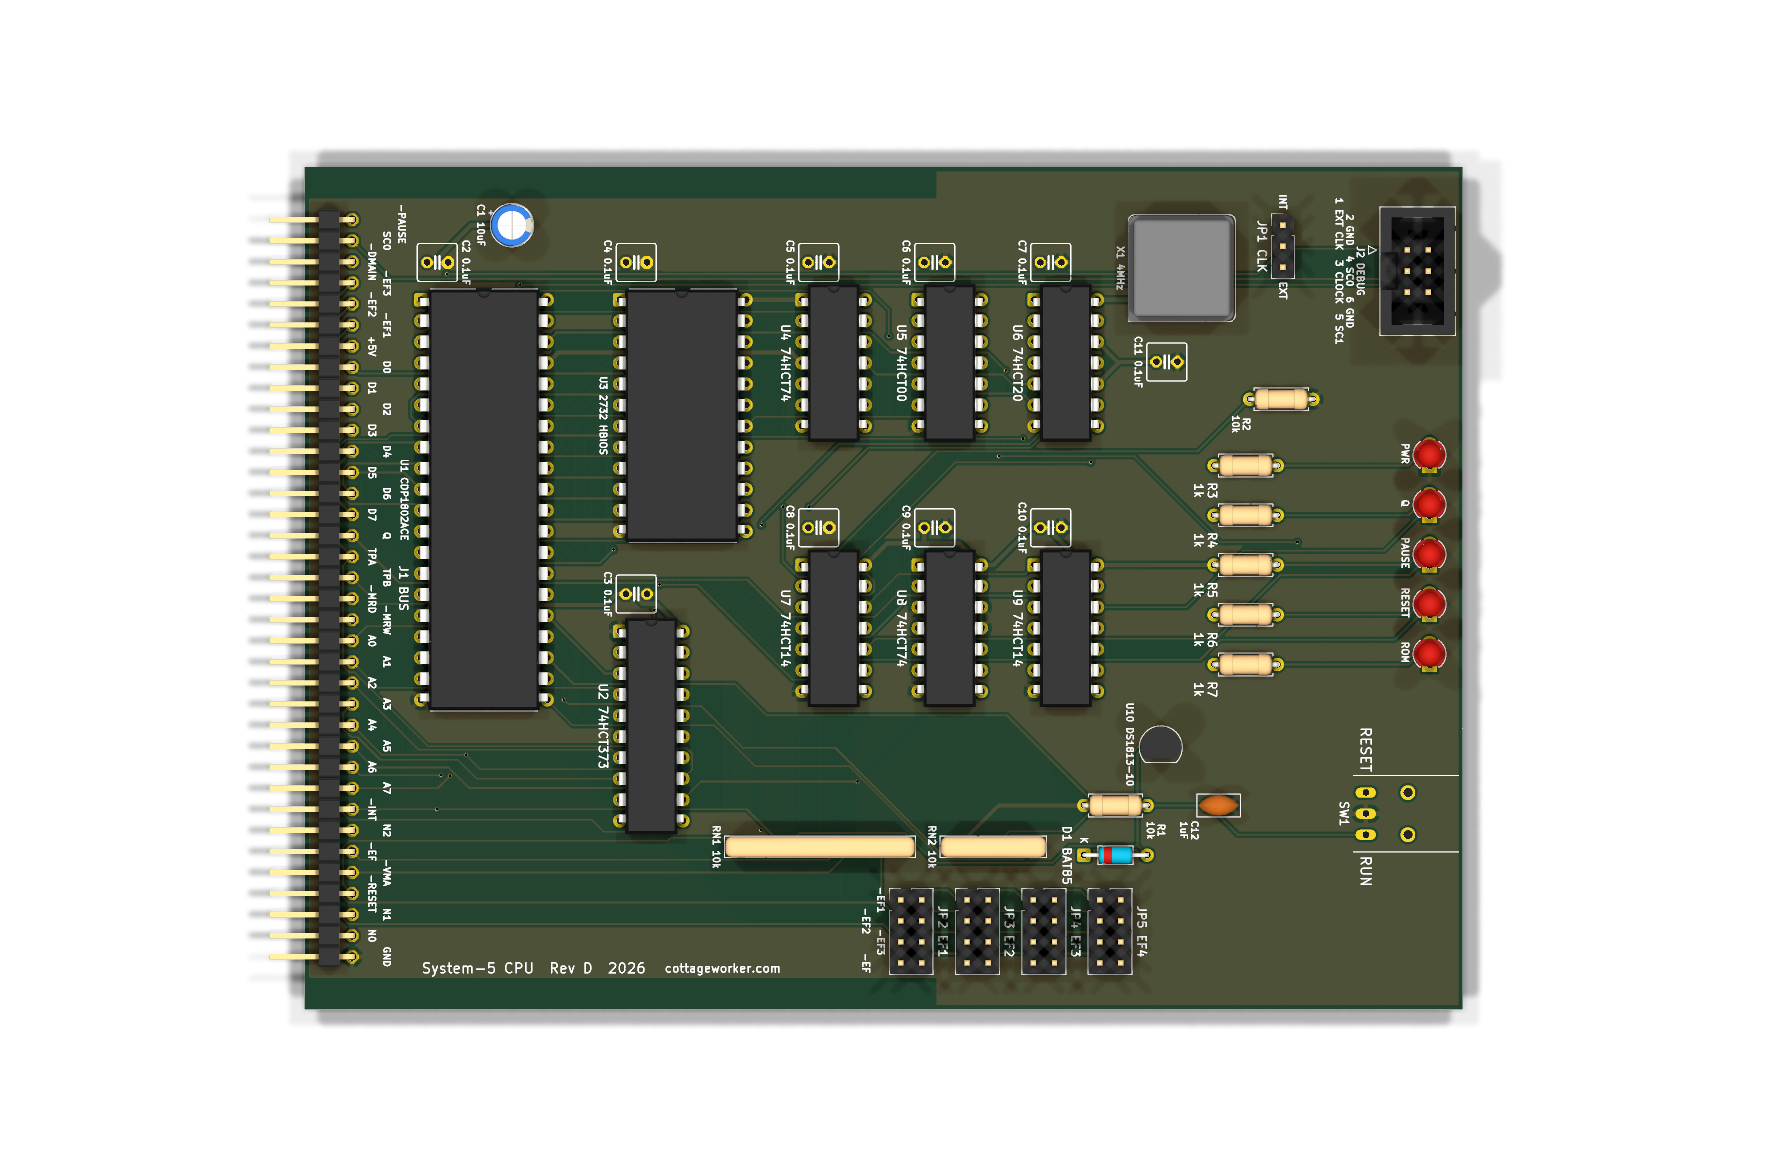 -PAUSE
SC0
-DMAIN
-EF3
-EF2
-EF1
+5V
D0
D1
D2
D3
D4
D5
D6
D7
Q
TPA
TPB
-MRD
-MRW
A0
A1
A2
A3
A4
A5
A6
A7
-INT
N2
-EF
-VMA
-RESET
N1
N0
GND
J1 BUS
U1 CDP1802ACE
C1 10uF
+
C2 0.1uF
C4 0.1uF
U3 2732 HBIOS
C3 0.1uF
U2 74HCT373
C5 0.1uF
U4 74HCT74
C6 0.1uF
U5 74HCT00
C7 0.1uF
U6 74HCT20
C8 0.1uF
U7 74HCT14
C9 0.1uF
U8 74HCT74
C10 0.1uF
U9 74HCT14
X1 4MHz
C11 0.1uF
INT
JP1 CLK
EXT
J2 DEBUG
2 GND 4 SC0 6 GND
1 EXT CLK 3 CLOCK 5 SC1
R2
10k
R3
1k
R4
1k
R5
1k
R6
1k
R7
1k
PWR
Q
PAUSE
RESET
ROM
U10 DS1813-10
R1
10k
C12
1uF
D1 BAT85
K
RESET
SW1
RUN
RN1 10k
RN2 10k
-EF1
-EF2
-EF3
-EF
JP2 EF1
JP3 EF2
JP4 EF3
JP5 EF4
System-5 CPU Rev D 2026 cottageworker.com